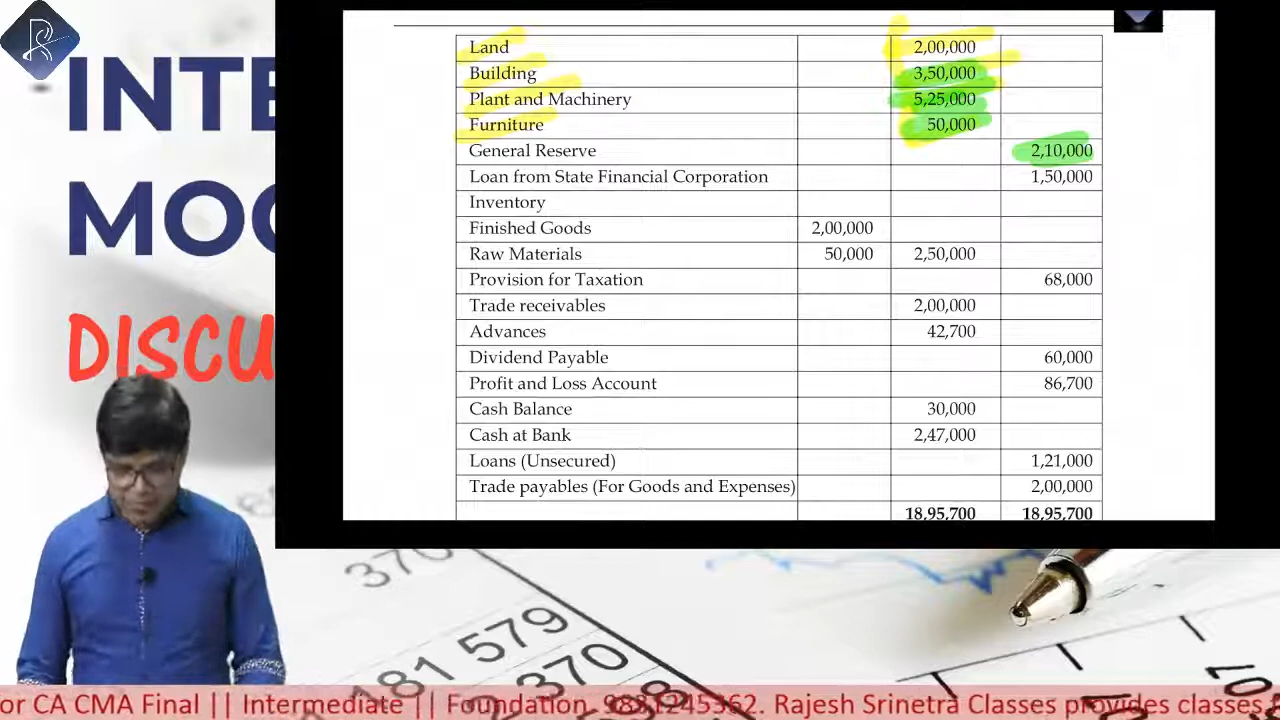 INTE
MOC
DISCU
Land 2,00,000
Building 3,50,000
Plant and Machinery 5,25,000
Furniture 50,000
General Reserve 2,10,000
Loan from State Financial Corporation 1,50,000
Inventory
Finished Goods 2,00,000
Raw Materials 50,000 2,50,000
Provision for Taxation 68,000
Trade receivables 2,00,000
Advances 42,700
Dividend Payable 60,000
Profit and Loss Account 86,700
Cash Balance 30,000
Cash at Bank 2,47,000
Loans (Unsecured) 1,21,000
Trade payables (For Goods and Expenses) 2,00,000
18,95,700 18,95,700
370
181 579
370
or CA CMA Final || Intermediate || Foundation. 9881245362. Rajesh Srinetra Classes provides classes